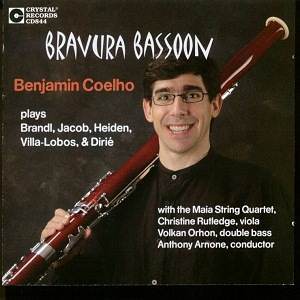 CRYSTAL®
RECORDS
CD844
BRAVURA BASSOON
Benjamin Coelho
plays
Brandl, Jacob, Heiden,
Villa-Lobos, & Dirié
with the Maia String Quartet,
Christine Rutledge, viola
Volkan Orhon, double bass
Anthony Arnone, conductor